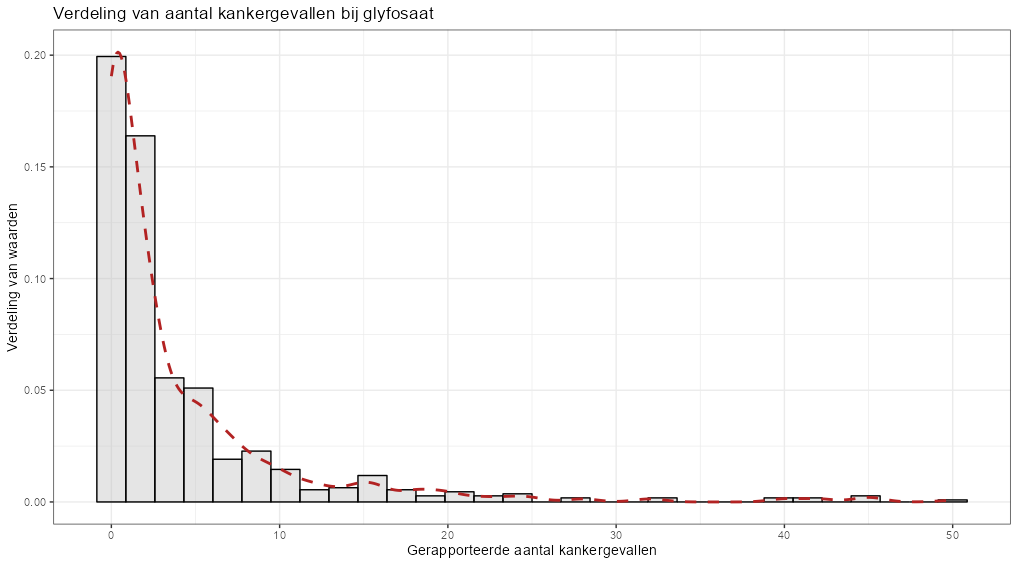 Verdeling van aantal kankergevallen bij glyfosaat
Verdeling van waarden
0.20
0.15
0.10
0.05
0.00
0 10 20 30 40 50
Gerapporteerde aantal kankergevallen